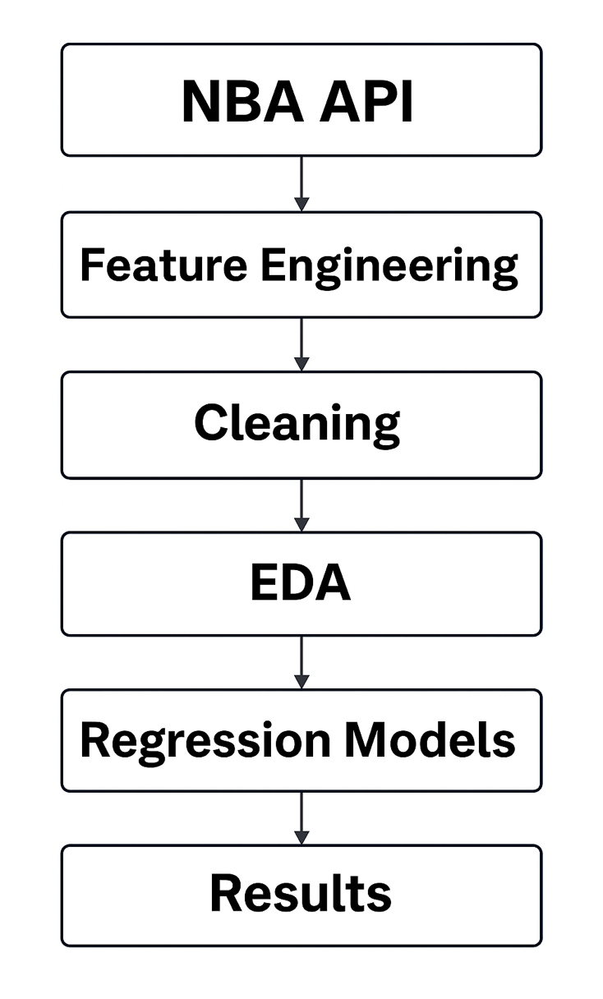 NBA API
Feature Engineering
Cleaning
EDA
Regression Models
Results